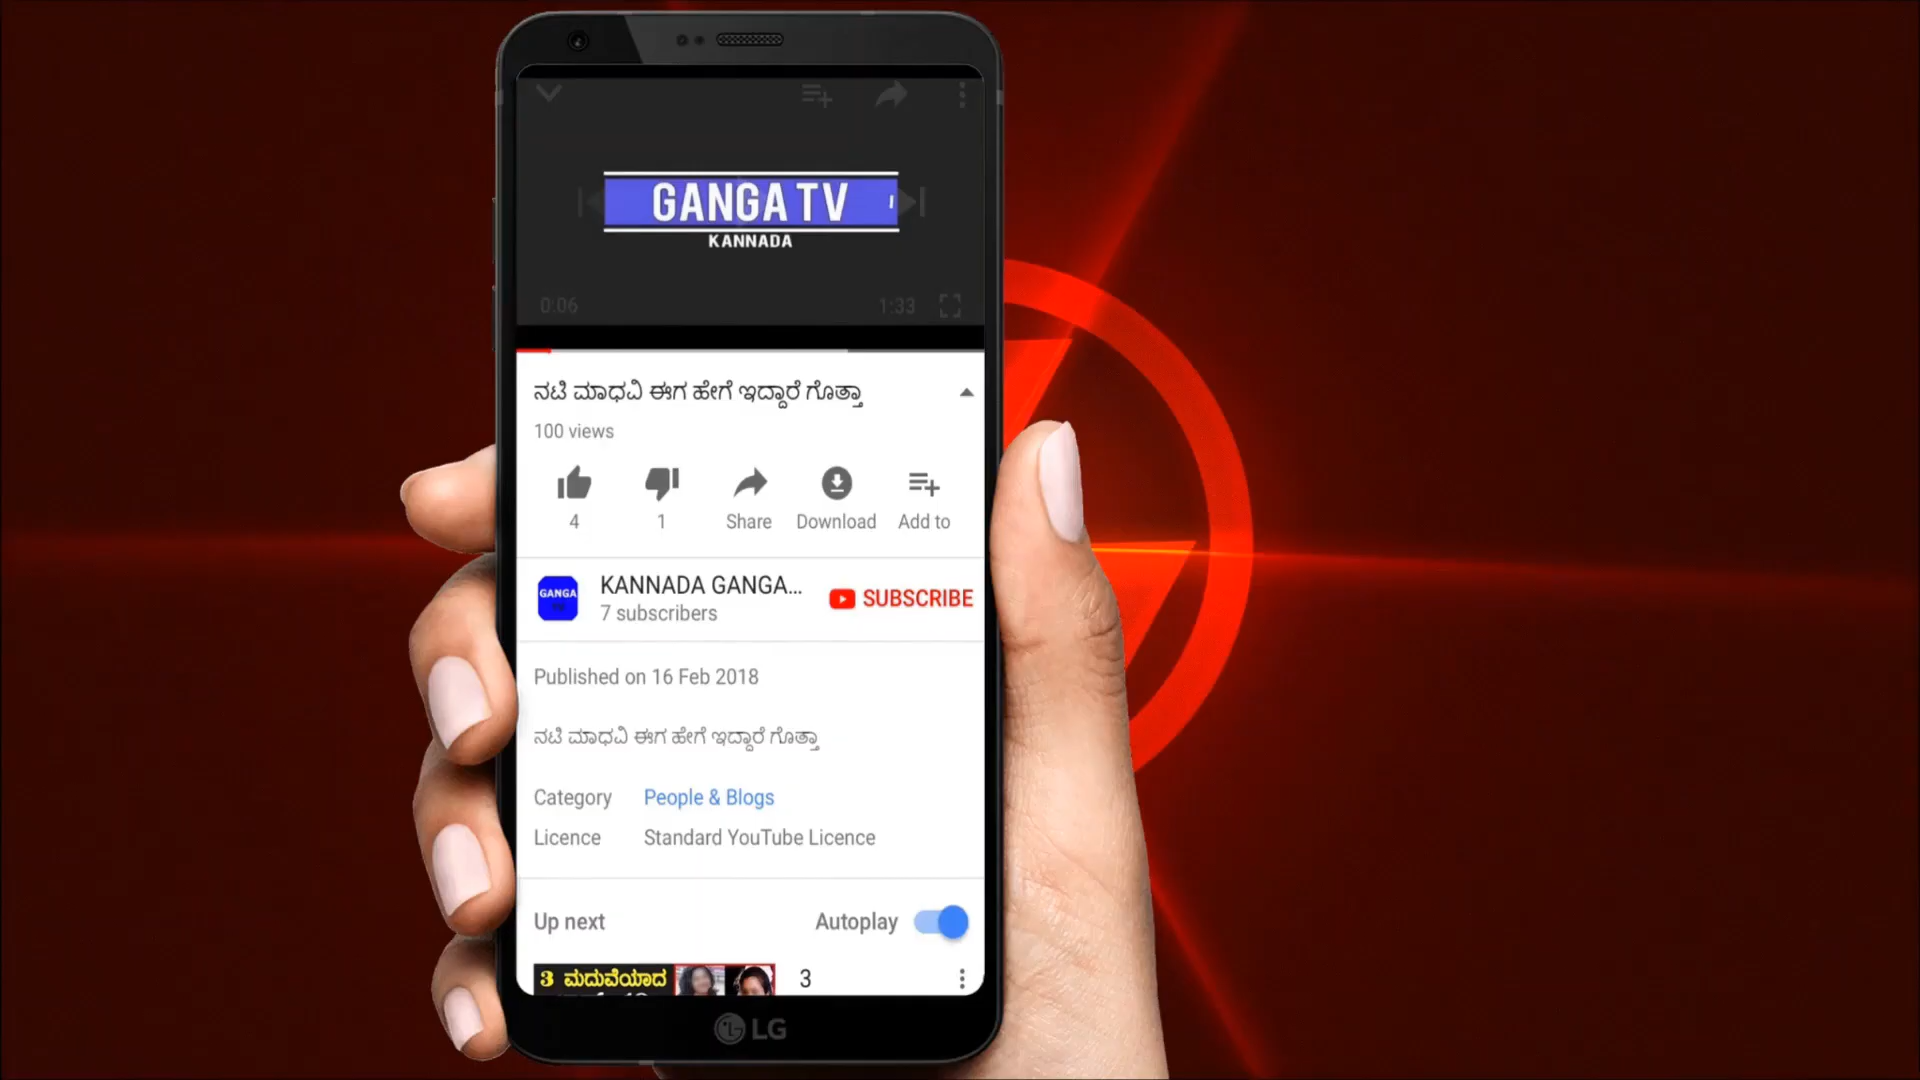 GANGA TV
KANNADA
0:06 1:33
ನಟಿ ಮಾಧವಿ ಈಗ ಹೇಗೆ ಇದ್ದಾರೆ ಗೊತ್ತಾ
100 views
4 1 Share Download Add to
GANGA
KANNADA GANGA...
SUBSCRIBE
7 subscribers
Published on 16 Feb 2018
ನಟಿ ಮಾಧವಿ ಈಗ ಹೇಗೆ ಇದ್ದಾರೆ ಗೊತ್ತಾ
Category People & Blogs
Licence Standard YouTube Licence
Up next Autoplay
3 ಮದುವೆಯಾದ
3
LG